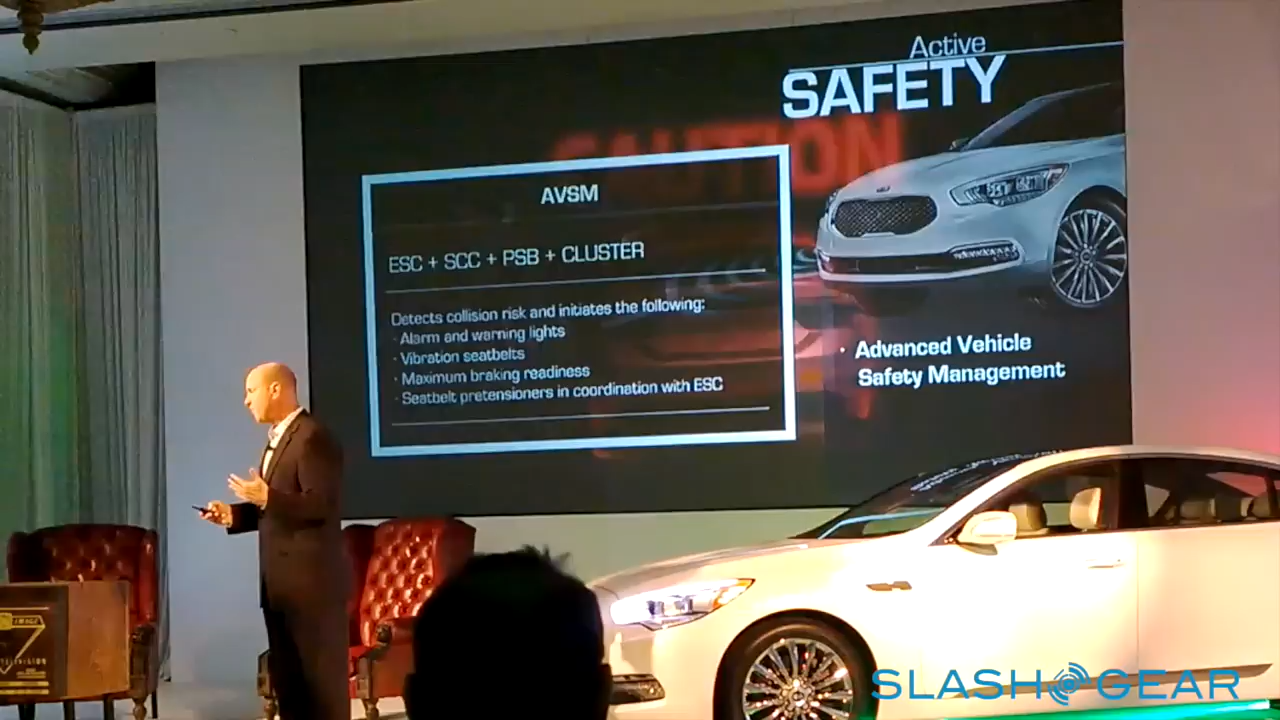 Active
SAFETY
CAUTION
AVSM
ESC + SCC + PSB + CLUSTER
Detects collision risk and initiates the following:
· Alarm and warning lights
· Vibration seatbelts
· Maximum braking readiness
· Seatbelt pretensioners in coordination with ESC
· Advanced Vehicle
Safety Management
SLASHGEAR